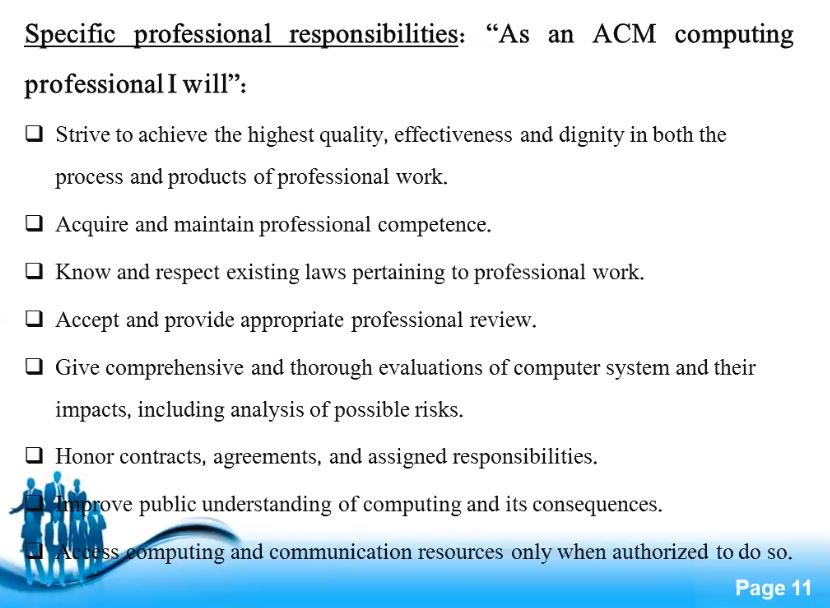 Specific professional responsibilities: “As an ACM computing
professional I will”:
❑ Strive to achieve the highest quality, effectiveness and dignity in both the
process and products of professional work.
❑ Acquire and maintain professional competence.
❑ Know and respect existing laws pertaining to professional work.
❑ Accept and provide appropriate professional review.
❑ Give comprehensive and thorough evaluations of computer system and their
impacts, including analysis of possible risks.
❑ Honor contracts, agreements, and assigned responsibilities.
❑ Improve public understanding of computing and its consequences.
❑ Access computing and communication resources only when authorized to do so.
Page 11